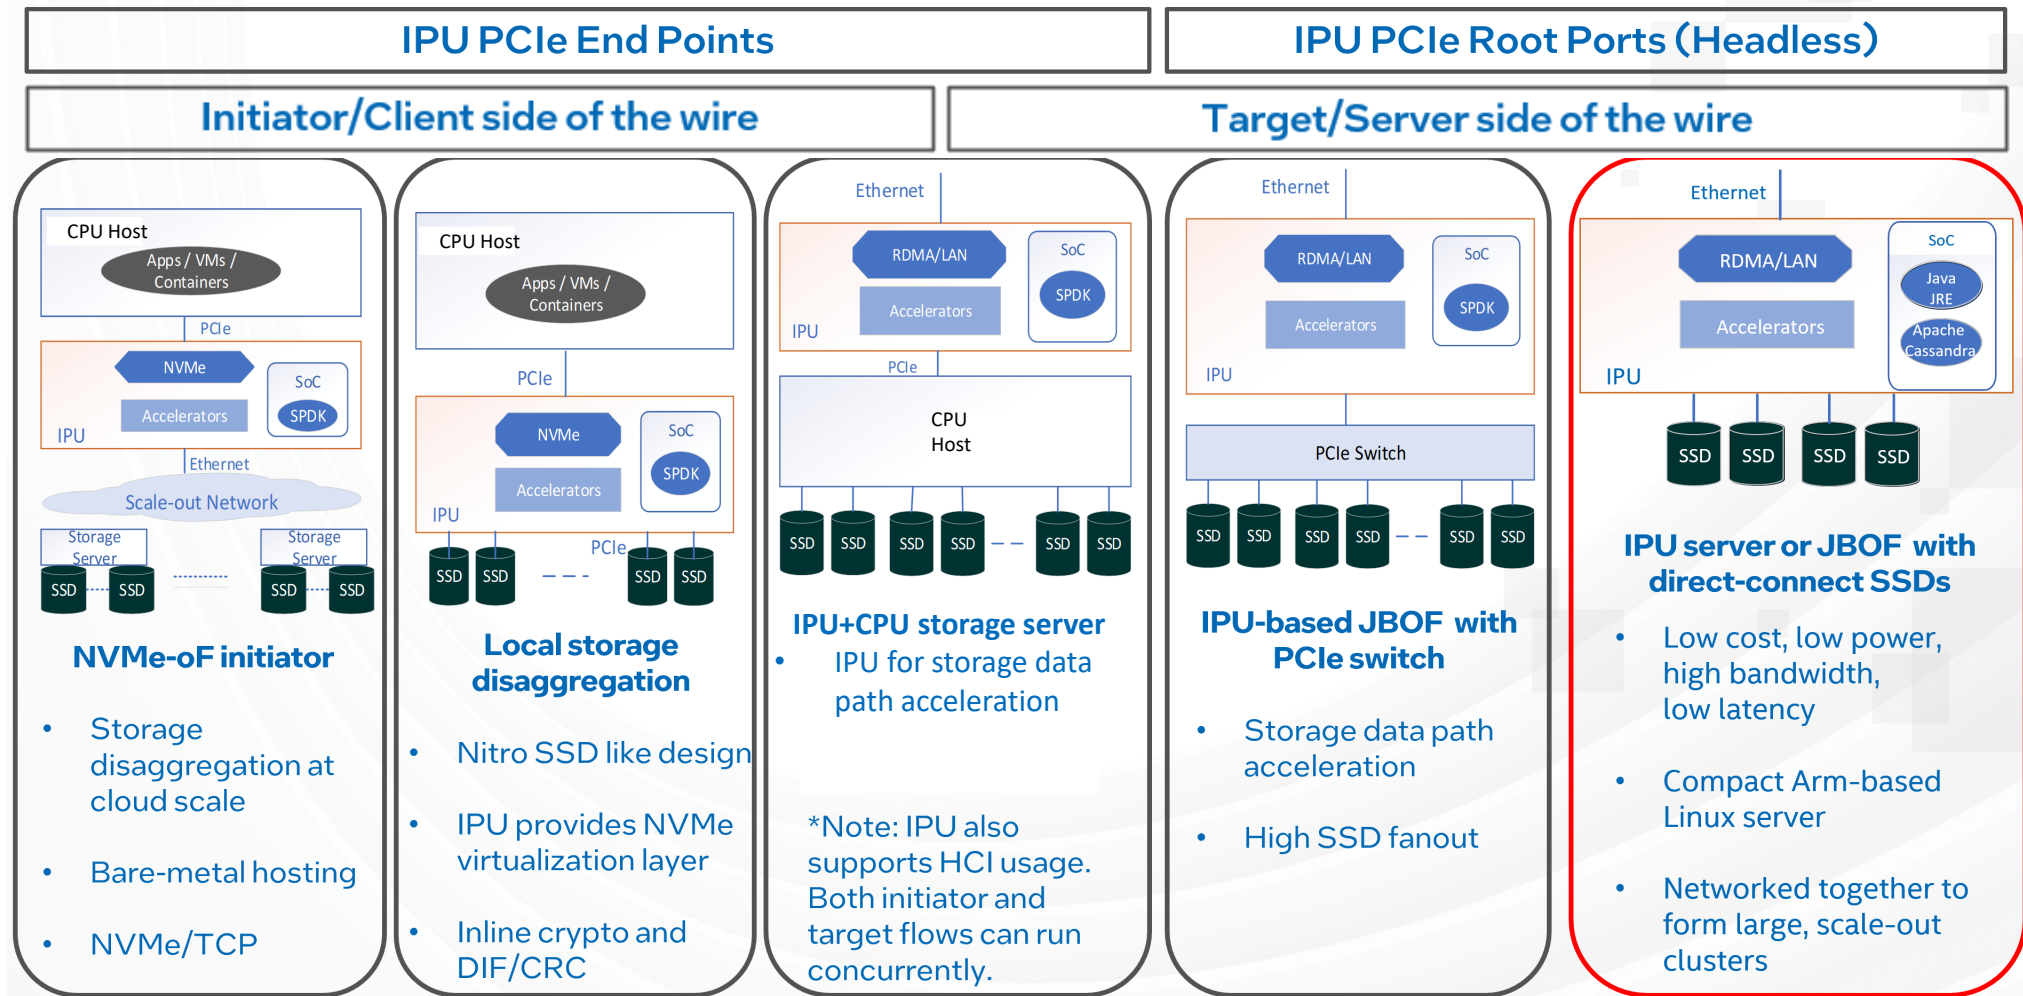 IPU PCIe End Points
IPU PCIe Root Ports (Headless)
Initiator/Client side of the wire
Target/Server side of the wire
CPU Host
Apps / VMs /
Containers
PCIe
NVMe
Accelerators
SoC
SPDK
IPU
Ethernet
Scale-out Network
Storage
Server
Storage
Server
SSD
SSD
SSD
SSD
NVMe-oF initiator
• Storage
disaggregation at
cloud scale
• Bare-metal hosting
• NVMe/TCP
CPU Host
Apps / VMs /
Containers
PCIe
NVMe
Accelerators
SoC
SPDK
IPU
PCIe
SSD
SSD
SSD
SSD
Local storage
disaggregation
• Nitro SSD like design
• IPU provides NVMe
virtualization layer
• Inline crypto and
DIF/CRC
Ethernet
RDMA/LAN
Accelerators
SoC
SPDK
IPU
PCIe
CPU
Host
SSD
SSD
SSD
SSD
SSD
SSD
IPU+CPU storage server
• IPU for storage data
path acceleration
*Note: IPU also
supports HCI usage.
Both initiator and
target flows can run
concurrently.
Ethernet
RDMA/LAN
Accelerators
SoC
SPDK
IPU
PCIe Switch
SSD
SSD
SSD
SSD
SSD
SSD
IPU-based JBOF with
PCIe switch
• Storage data path
acceleration
• High SSD fanout
Ethernet
RDMA/LAN
Accelerators
SoC
Java
JRE
Apache
Cassandra
IPU
SSD
SSD
SSD
SSD
IPU server or JBOF with
direct-connect SSDs
• Low cost, low power,
high bandwidth,
low latency
• Compact Arm-based
Linux server
• Networked together to
form large, scale-out
clusters